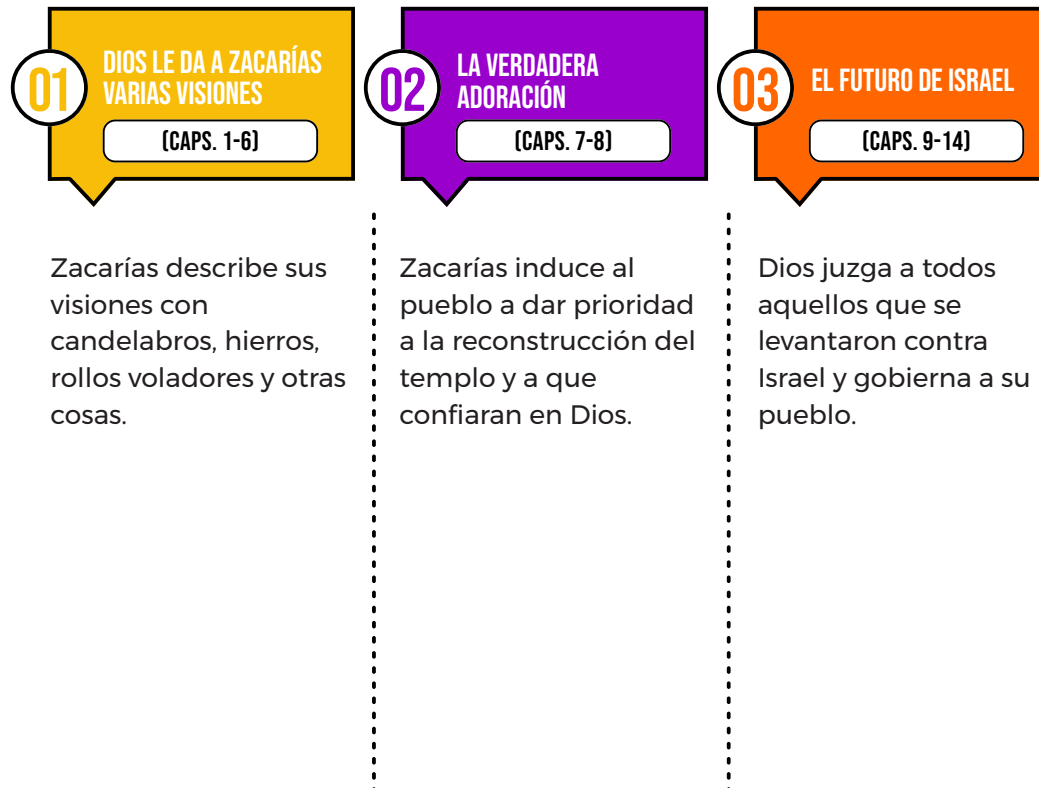 01
DIOS LE DA A ZACARÍAS
VARIAS VISIONES
(CAPS. 1-6)
Zacarías describe sus
visiones con
candelabros, hierros,
rollos voladores y otras
cosas.
02
LA VERDADERA
ADORACIÓN
(CAPS. 7-8)
Zacarías induce al
pueblo a dar prioridad
a la reconstrucción del
templo y a que
confiaran en Dios.
03
EL FUTURO DE ISRAEL
(CAPS. 9-14)
Dios juzga a todos
aquellos que se
levantaron contra
Israel y gobierna a su
pueblo.